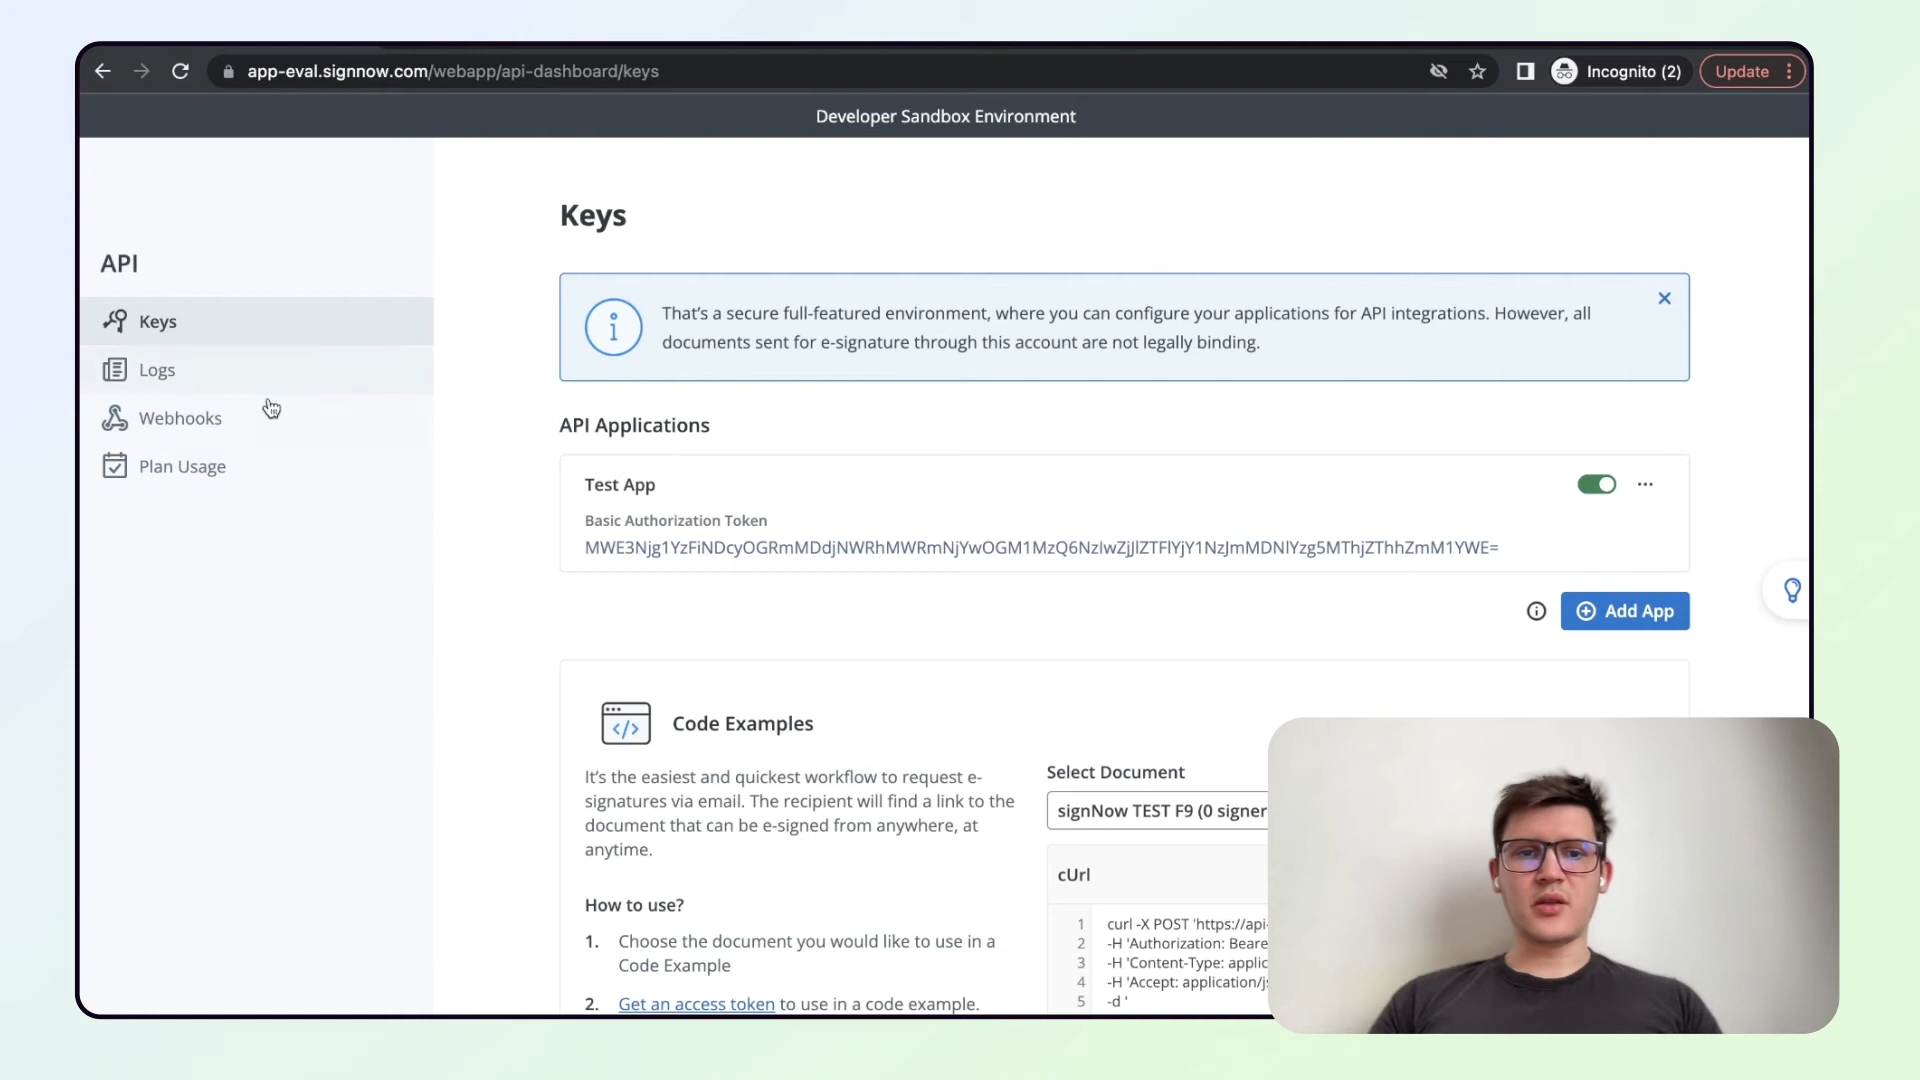 app-eval.signnow.com/webapp/api-dashboard/keys
Incognito (2)
Update
Developer Sandbox Environment
API
Keys
Logs
Webhooks
Plan Usage
Keys
That's a secure full-featured environment, where you can configure your applications for API integrations. However, all
documents sent for e-signature through this account are not legally binding.
API Applications
Test App
Basic Authorization Token
Add App
Code Examples
It's the easiest and quickest workflow to request e-
signatures via email. The recipient will find a link to the
document that can be e-signed from anywhere, at
anytime.
How to use?
1. Choose the document you would like to use in a
Code Example
2. Get an access token to use in a code example.
Select Document
signNow TEST F9 (0 signer
cUrl
1 curl -X POST 'https://api-
2 -H 'Authorization: Beare
3 -H 'Content-Type: applic
4 -H 'Accept: application/js
5 -d '